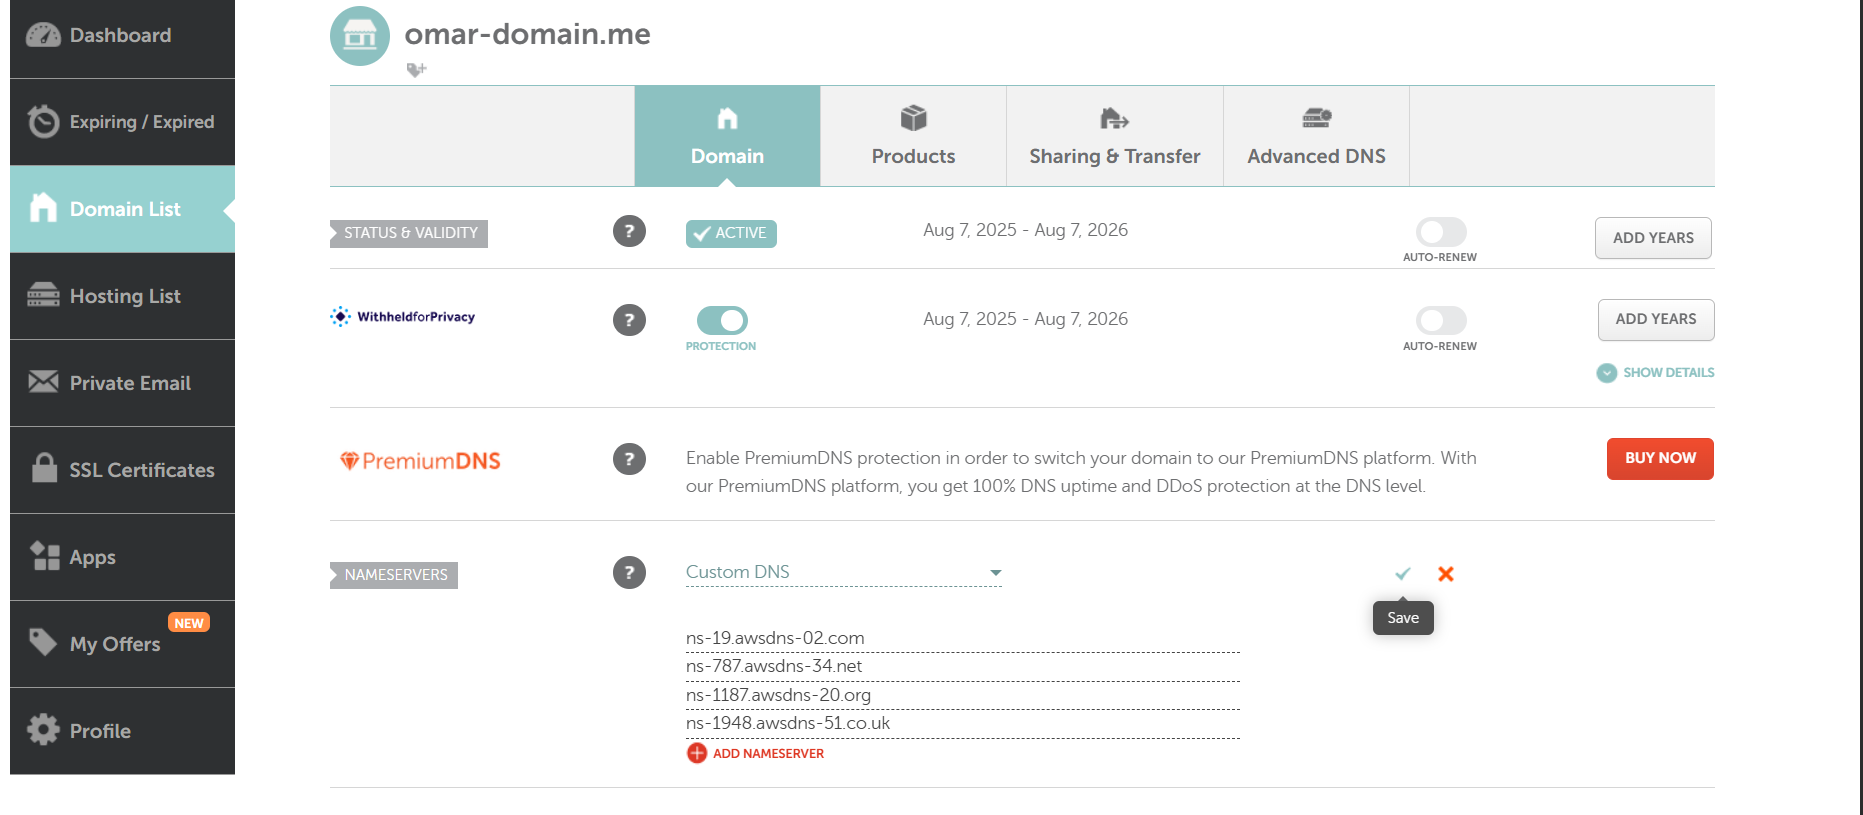 Dashboard
Expiring / Expired
Domain List
Hosting List
Private Email
SSL Certificates
Apps
NEW
My Offers
Profile
omar-domain.me
Domain
Products
Sharing & Transfer
Advanced DNS
STATUS & VALIDITY
?
ACTIVE
Aug 7, 2025 - Aug 7, 2026
AUTO-RENEW
ADD YEARS
WithheldforPrivacy
?
PROTECTION
Aug 7, 2025 - Aug 7, 2026
AUTO-RENEW
ADD YEARS
SHOW DETAILS
PremiumDNS
?
Enable PremiumDNS protection in order to switch your domain to our PremiumDNS platform. With
our PremiumDNS platform, you get 100% DNS uptime and DDoS protection at the DNS level.
BUY NOW
NAMESERVERS
?
Custom DNS
Save
ns-19.awsdns-02.com
ns-787.awsdns-34.net
ns-1187.awsdns-20.org
ns-1948.awsdns-51.co.uk
ADD NAMESERVER